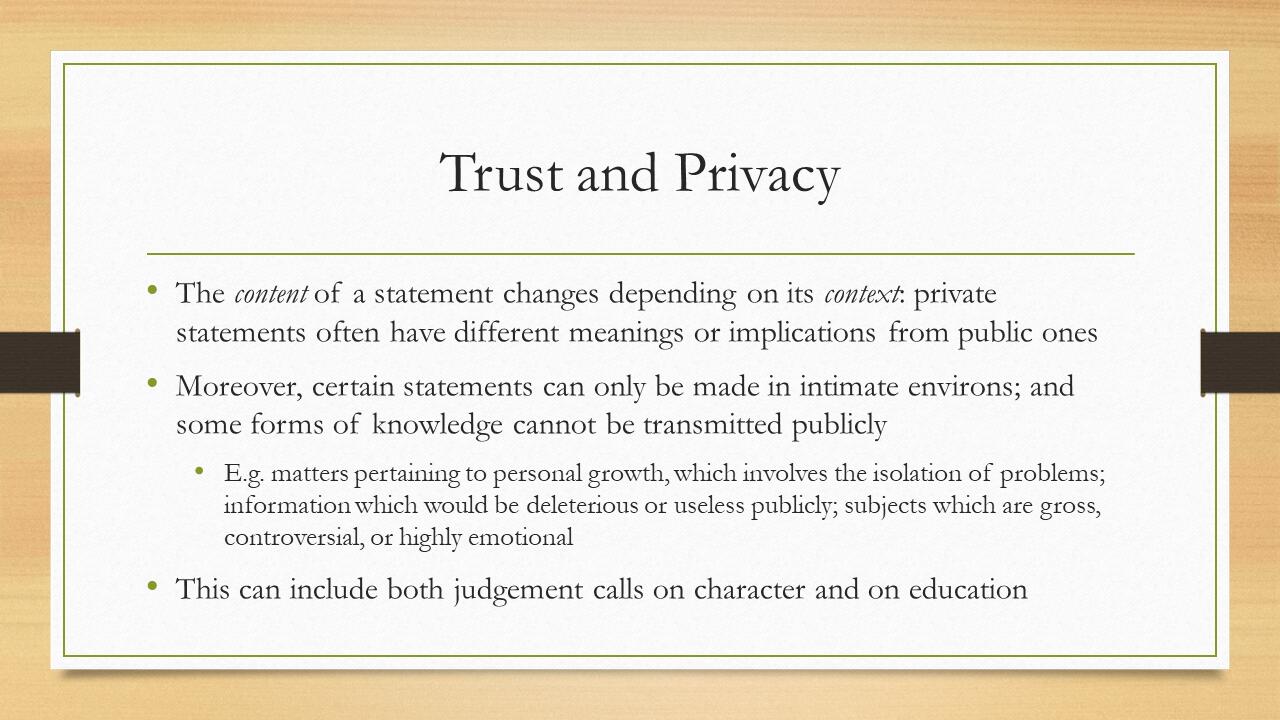 Trust and Privacy
• The content of a statement changes depending on its context: private
statements often have different meanings or implications from public ones
• Moreover, certain statements can only be made in intimate environs; and
some forms of knowledge cannot be transmitted publicly
• E.g. matters pertaining to personal growth, which involves the isolation of problems;
information which would be deleterious or useless publicly; subjects which are gross,
controversial, or highly emotional
• This can include both judgement calls on character and on education